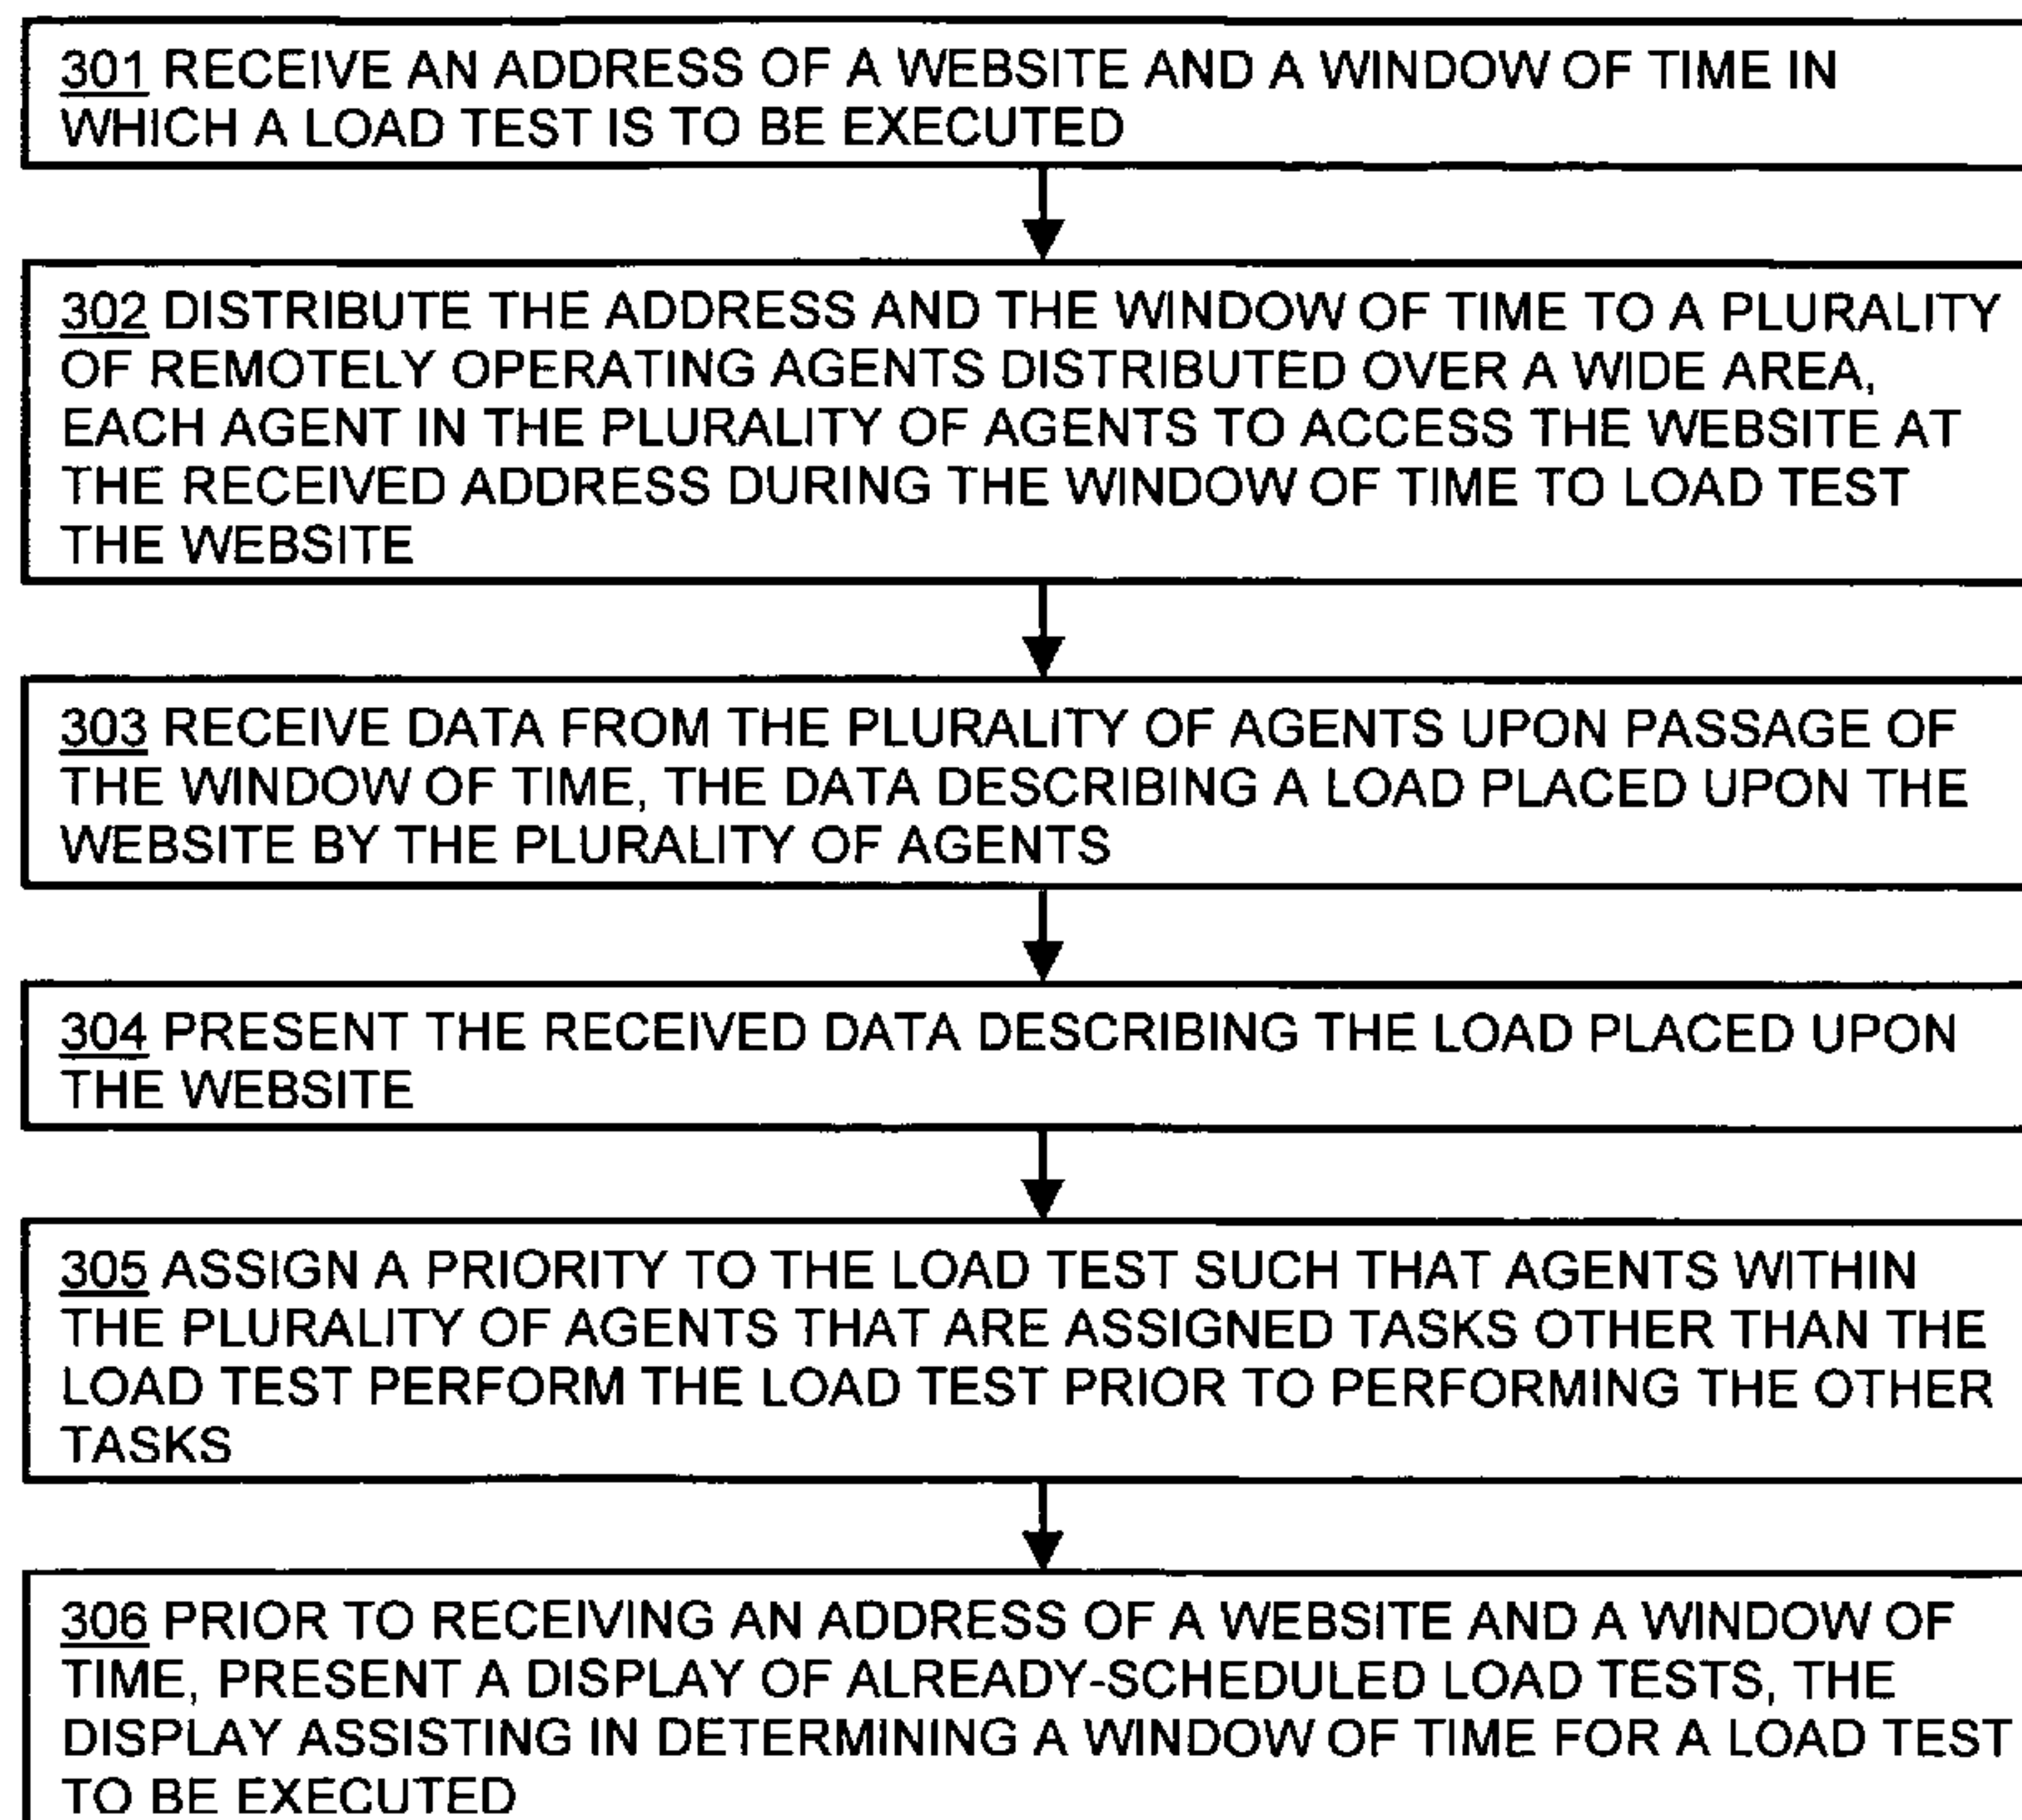 301 RECEIVE AN ADDRESS OF A WEBSITE AND A WINDOW OF TIME IN
WHICH A LOAD TEST IS TO BE EXECUTED
302 DISTRIBUTE THE ADDRESS AND THE WINDOW OF TIME TO A PLURALITY
OF REMOTELY OPERATING AGENTS DISTRIBUTED OVER A WIDE AREA,
EACH AGENT IN THE PLURALITY OF AGENTS TO ACCESS THE WEBSITE AT
THE RECEIVED ADDRESS DURING THE WINDOW OF TIME TO LOAD TEST
THE WEBSITE
303 RECEIVE DATA FROM THE PLURALITY OF AGENTS UPON PASSAGE OF
THE WINDOW OF TIME, THE DATA DESCRIBING A LOAD PLACED UPON THE
WEBSITE BY THE PLURALITY OF AGENTS
304 PRESENT THE RECEIVED DATA DESCRIBING THE LOAD PLACED UPON
THE WEBSITE
305 ASSIGN A PRIORITY TO THE LOAD TEST SUCH THAT AGENTS WITHIN
THE PLURALITY OF AGENTS THAT ARE ASSIGNED TASKS OTHER THAN THE
LOAD TEST PERFORM THE LOAD TEST PRIOR TO PERFORMING THE OTHER
TASKS
306 PRIOR TO RECEIVING AN ADDRESS OF A WEBSITE AND A WINDOW OF
TIME, PRESENT A DISPLAY OF ALREADY-SCHEDULED LOAD TESTS, THE
DISPLAY ASSISTING IN DETERMINING A WINDOW OF TIME FOR A LOAD TEST
TO BE EXECUTED